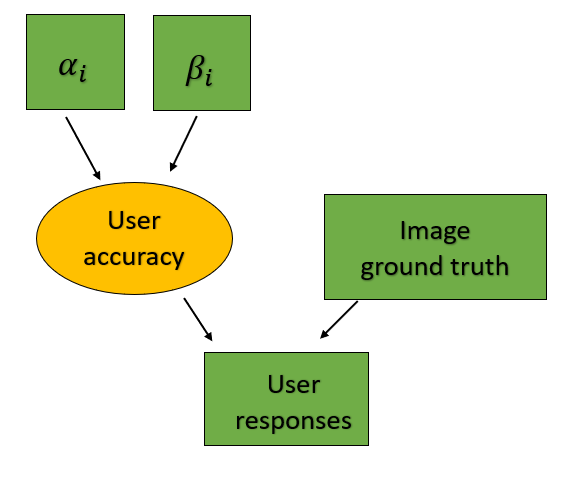 αᵢ
βᵢ
User
accuracy
Image
ground truth
User
responses